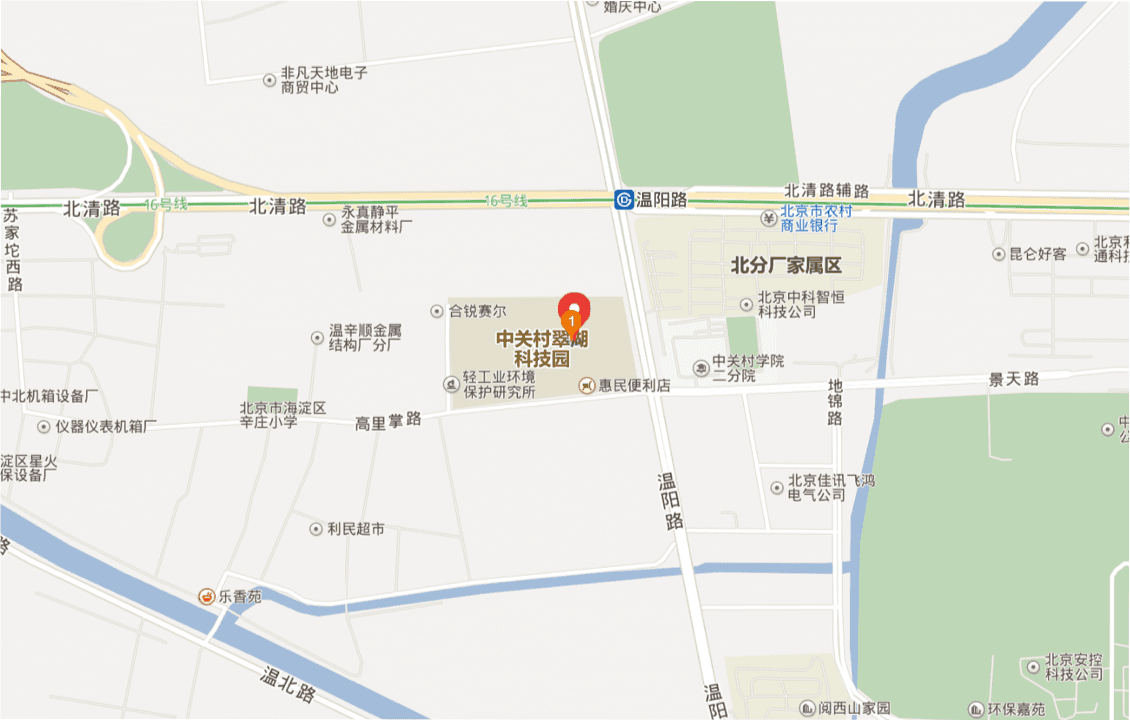 婚庆中心
非凡天地电子
商贸中心
北清路
16号线
北清路
16号线
温阳路
北清路辅路
北清路
苏家坨西路
永真静平
金属材料厂
北京市农村
商业银行
北分厂家属区
昆仑好客
北京利
通科技
合锐赛尔
温辛顺金属
结构厂分厂
1
中关村翠湖
科技园
北京中科智恒
科技公司
轻工业环境
保护研究所
惠民便利店
中关村学院
二分院
景天路
地锦路
中北机箱设备厂
北京市海淀区
辛庄小学
高里掌路
仪器仪表机箱厂
淀区星火
保设备厂
中
公
温阳路
北京佳讯飞鸿
电气公司
利民超市
路
乐香苑
温北路
温阳
阅西山家园
北京安控
科技公司
环保嘉苑